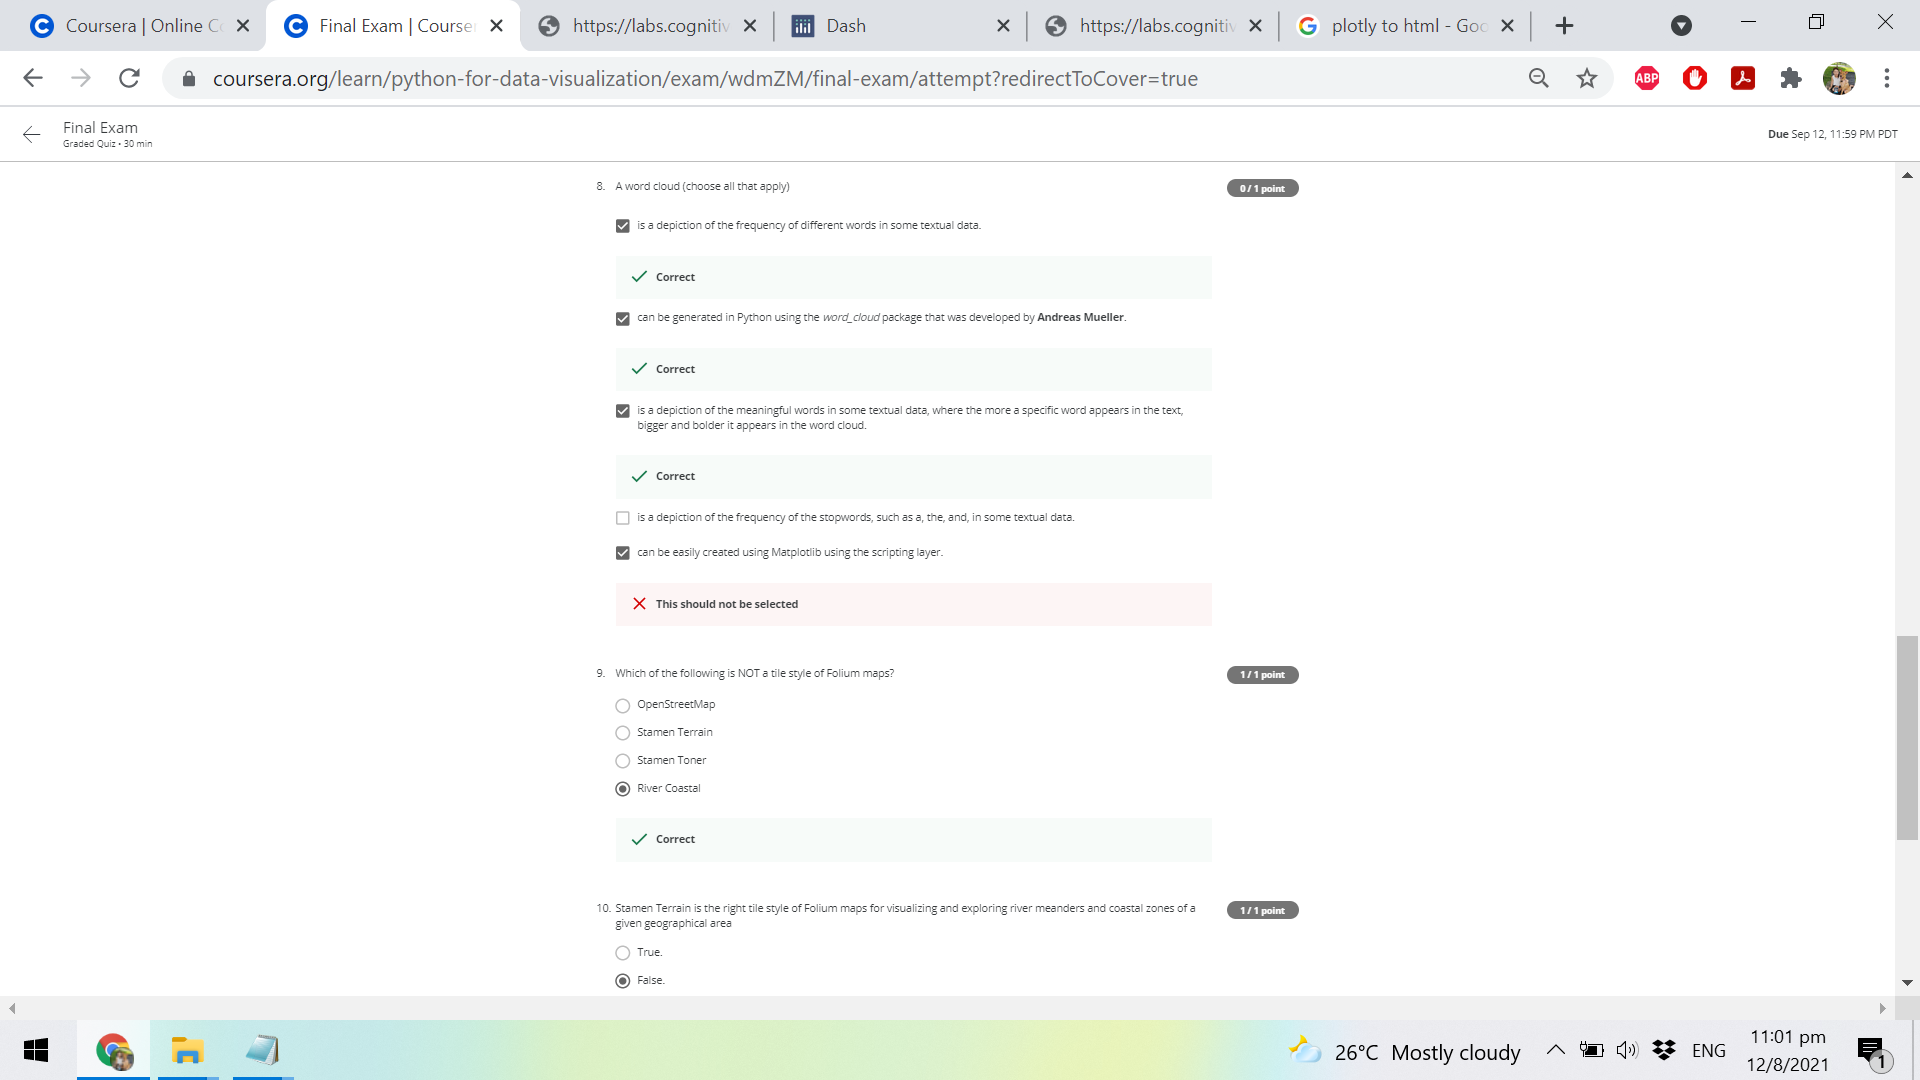 Coursera | Online C
Final Exam | Courser
https://labs.cognitiv
Dash
https://labs.cognitiv
plotly to html - Goo
coursera.org/learn/python-for-data-visualization/exam/wdmZM/final-exam/attempt?redirectToCover=true
ABP
Final Exam
Graded Quiz • 30 min
Due Sep 12, 11:59 PM PDT
8. A word cloud (choose all that apply)
0 / 1 point
is a depiction of the frequency of different words in some textual data.
Correct
can be generated in Python using the word_cloud package that was developed by Andreas Mueller.
Correct
is a depiction of the meaningful words in some textual data, where the more a specific word appears in the text,
bigger and bolder it appears in the word cloud.
Correct
is a depiction of the frequency of the stopwords, such as a, the, and, in some textual data.
can be easily created using Matplotlib using the scripting layer.
This should not be selected
9. Which of the following is NOT a tile style of Folium maps?
1 / 1 point
OpenStreetMap
Stamen Terrain
Stamen Toner
River Coastal
Correct
10. Stamen Terrain is the right tile style of Folium maps for visualizing and exploring river meanders and coastal zones of a
given geographical area
1 / 1 point
True.
False.
26°C Mostly cloudy
ENG
11:01 pm
12/8/2021
1